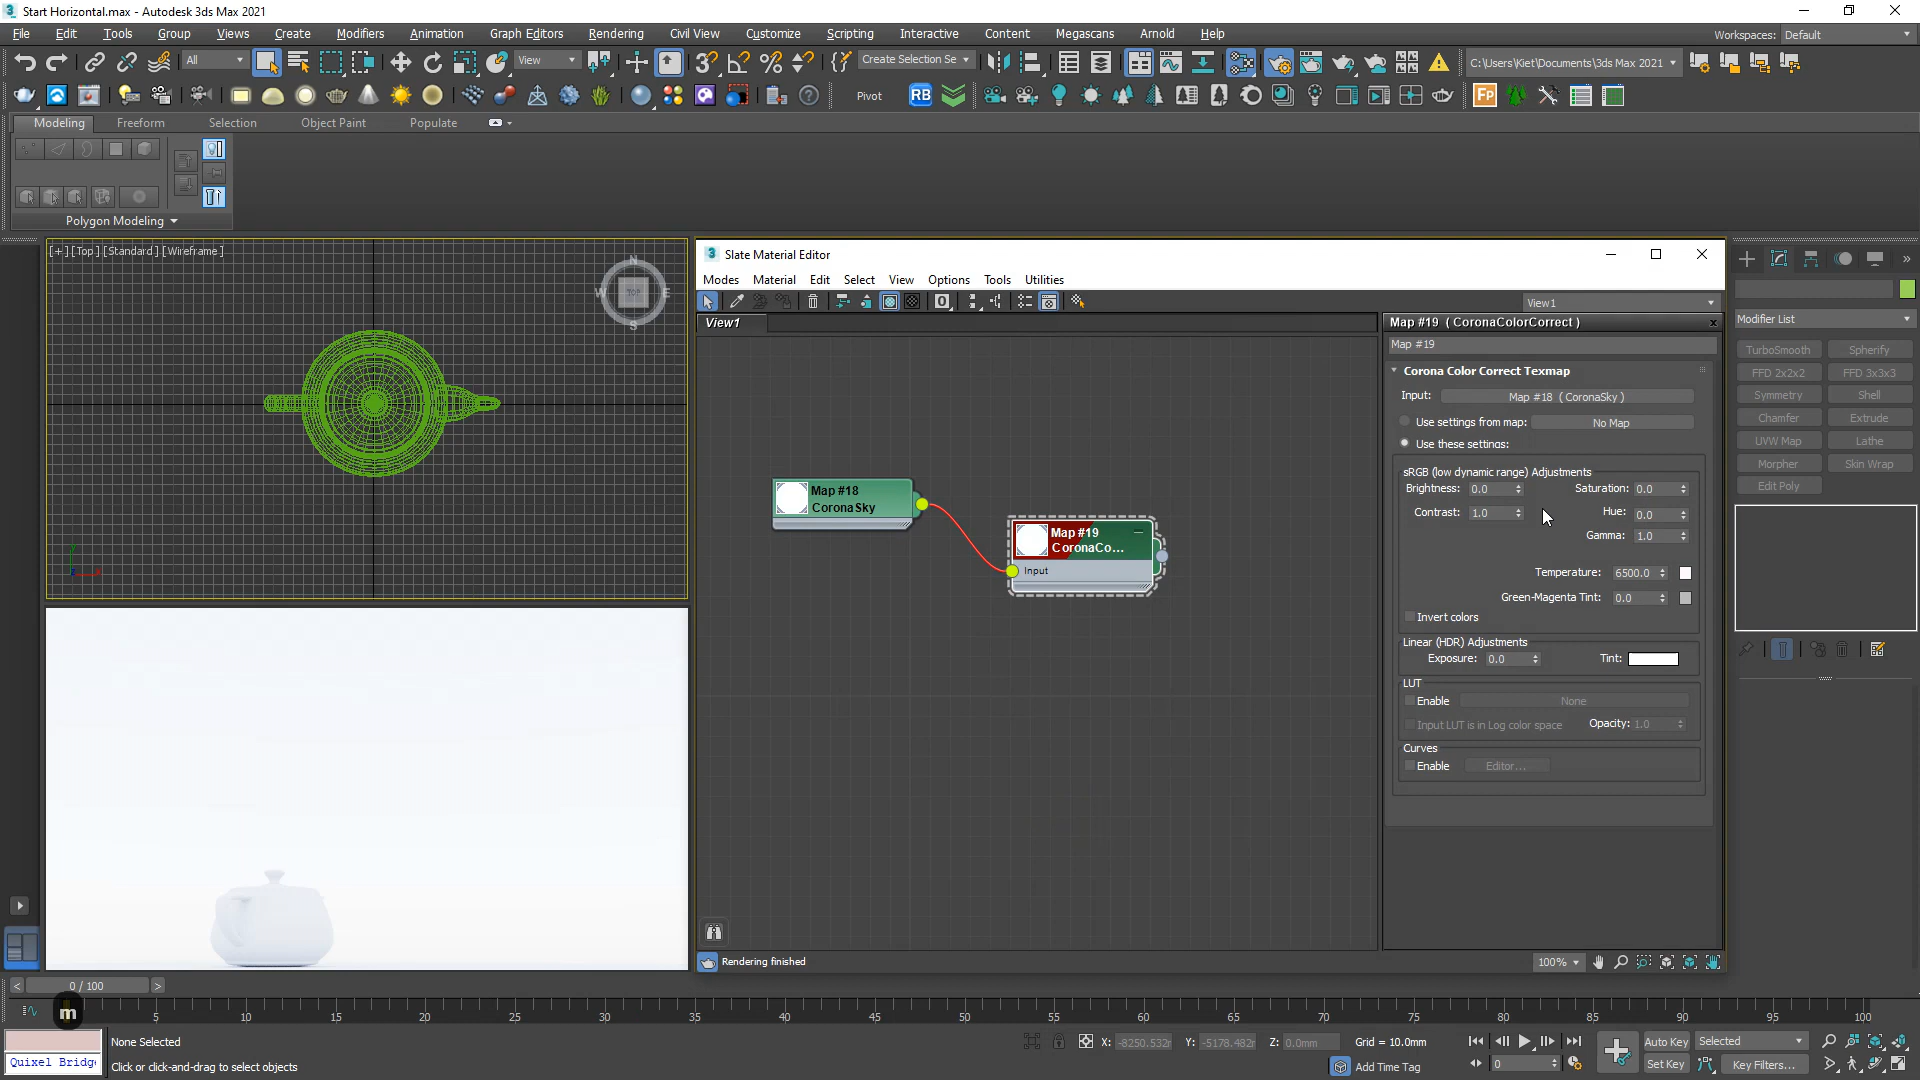 Start Horizontal.max - Autodesk 3ds Max 2021
File Edit Tools Group Views Create Modifiers Animation Graph Editors Rendering Civil View Customize Scripting Interactive Content Megascans Arnold Help
Workspaces: Default
All View Create Selection Se C:\Users\Kiet\Documents\3ds Max 2021
Pivot RB Fp
Modeling Freeform Selection Object Paint Populate
Polygon Modeling
[+] [Top] [Standard] [Wireframe]
N
W TOP E
S
Slate Material Editor
Modes Material Edit Select View Options Tools Utilities
View1
View1
Map #19 ( CoronaColorCorrect )
Map #19
Corona Color Correct Texmap
Input: Map #18 ( CoronaSky )
Use settings from map: No Map
Use these settings:
sRGB (low dynamic range) Adjustments
Brightness: 0.0 Saturation: 0.0
Contrast: 1.0 Hue: 0.0
Gamma: 1.0
Temperature: 6500.0
Green-Magenta Tint: 0.0
Invert colors
Linear (HDR) Adjustments
Exposure: 0.0 Tint:
LUT
Enable None
Input LUT is in Log color space Opacity: 1.0
Curves
Enable Editor...
Map #18
CoronaSky
Map #19
CoronaCo...
Input
Modifier List
TurboSmooth Spherify
FFD 2x2x2 FFD 3x3x3
Symmetry Shell
Chamfer Extrude
UVW Map Lathe
Morpher Skin Wrap
Edit Poly
Rendering finished
100%
0 / 100
m 5 10 15 20 25 30 35 40 45 50 55 60 65 70 75 80 85 90 95 100
None Selected
Quixel Bridg
Click or click-and-drag to select objects
X: -8250.532r Y: -5178.482r Z: 0.0mm Grid = 10.0mm
Add Time Tag
0
Auto Key Selected
Set Key Key Filters...